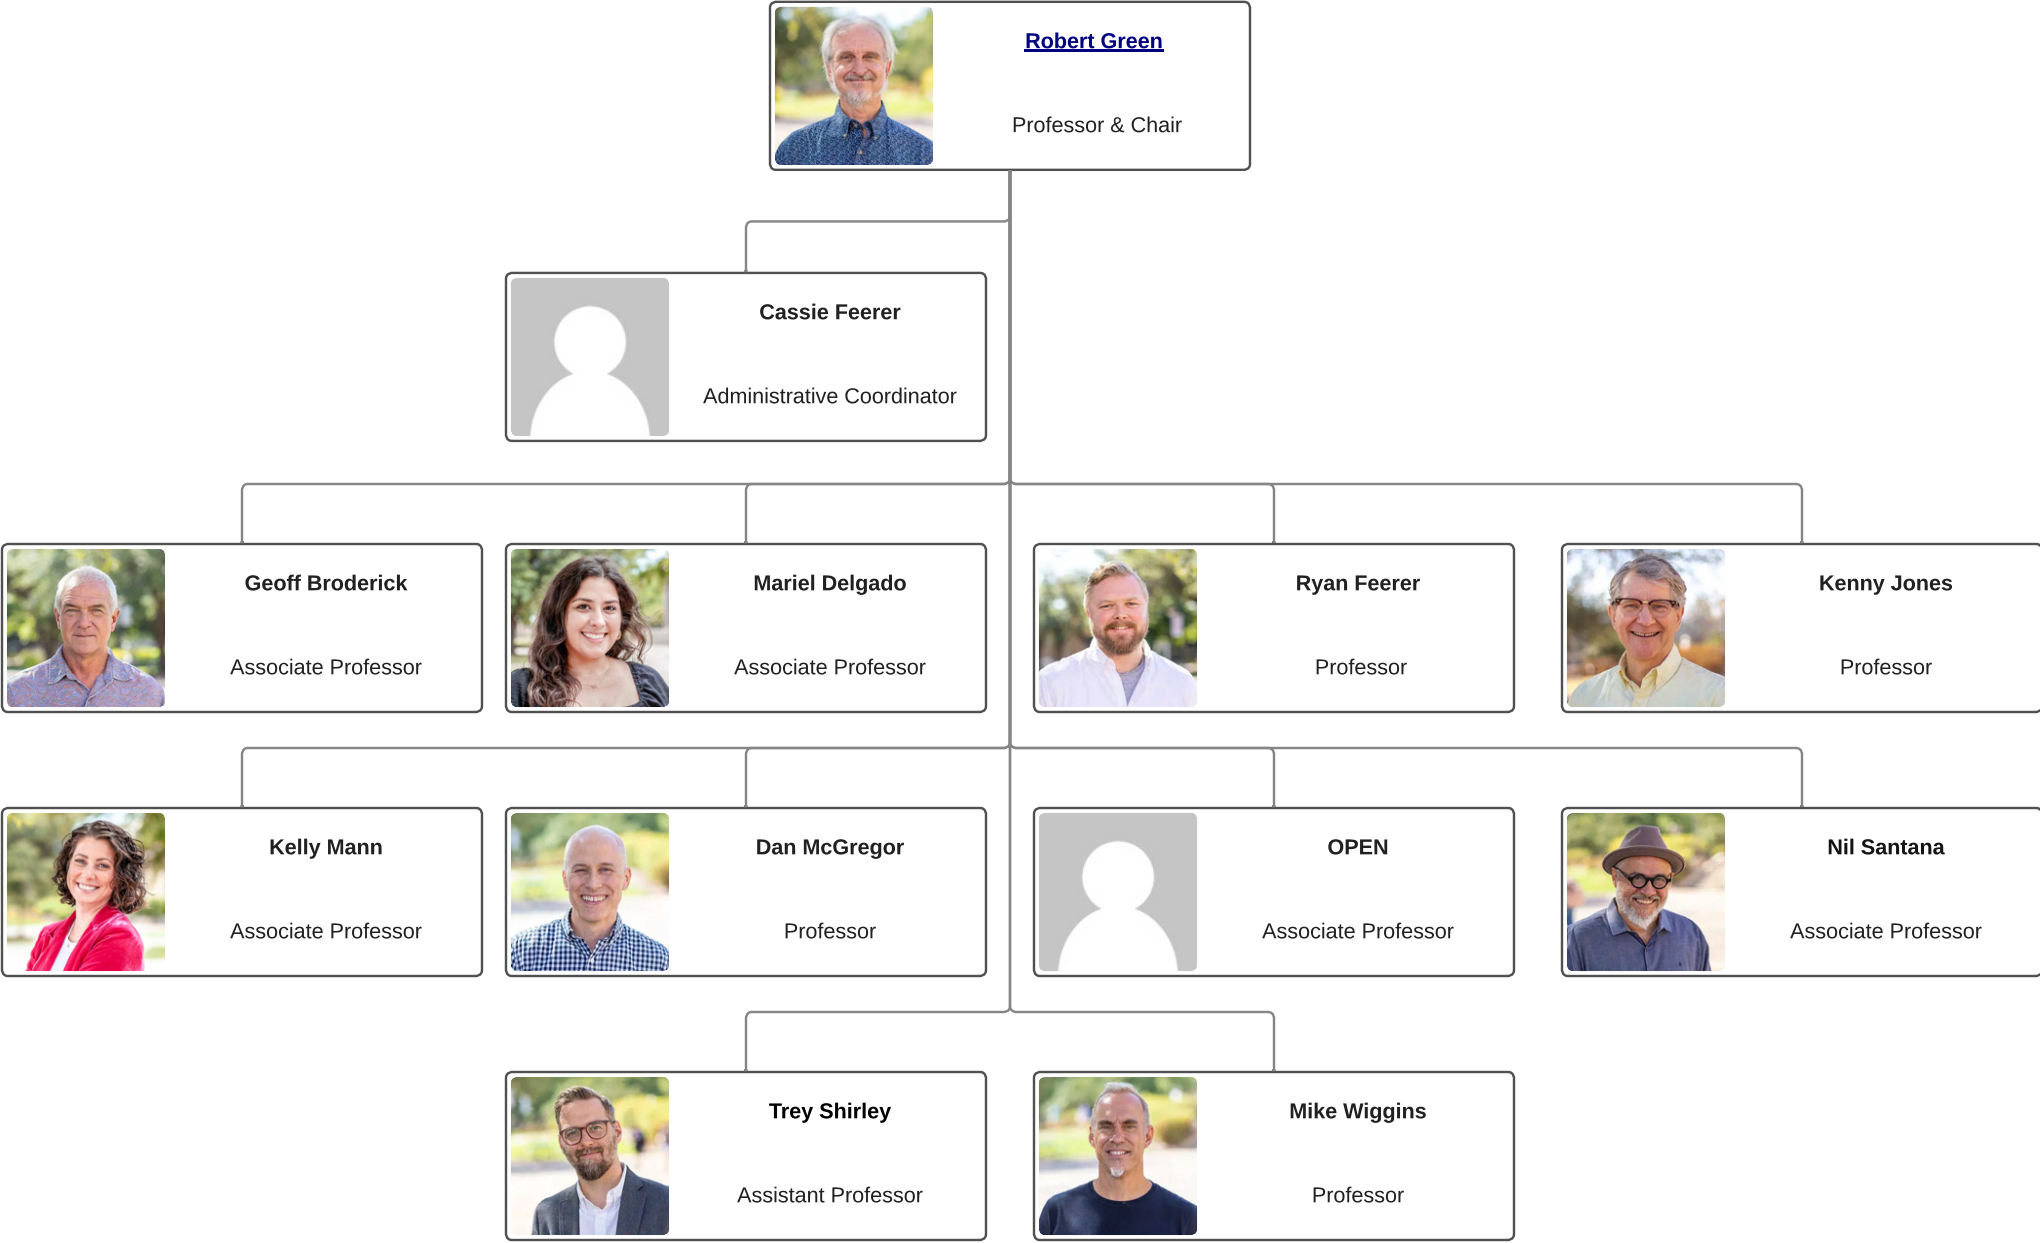 Robert Green
Professor & Chair
Cassie Feerer
Administrative Coordinator
Geoff Broderick
Associate Professor
Mariel Delgado
Associate Professor
Ryan Feerer
Professor
Kenny Jones
Professor
Kelly Mann
Associate Professor
Dan McGregor
Professor
OPEN
Associate Professor
Nil Santana
Associate Professor
Trey Shirley
Assistant Professor
Mike Wiggins
Professor